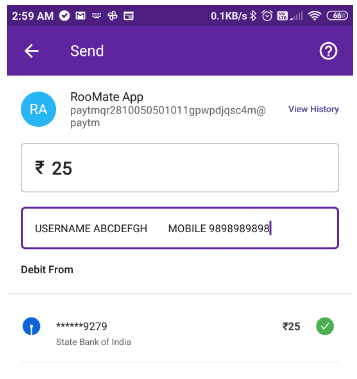 2:59 AM 0.1KB/s 66
Send
RA
RooMate App
paytmqr2810050501011gpwpdjqsc4m@
paytm
View History
₹ 25
USERNAME ABCDEFGH MOBILE 9898989898
Debit From
******9279 ₹25
State Bank of India